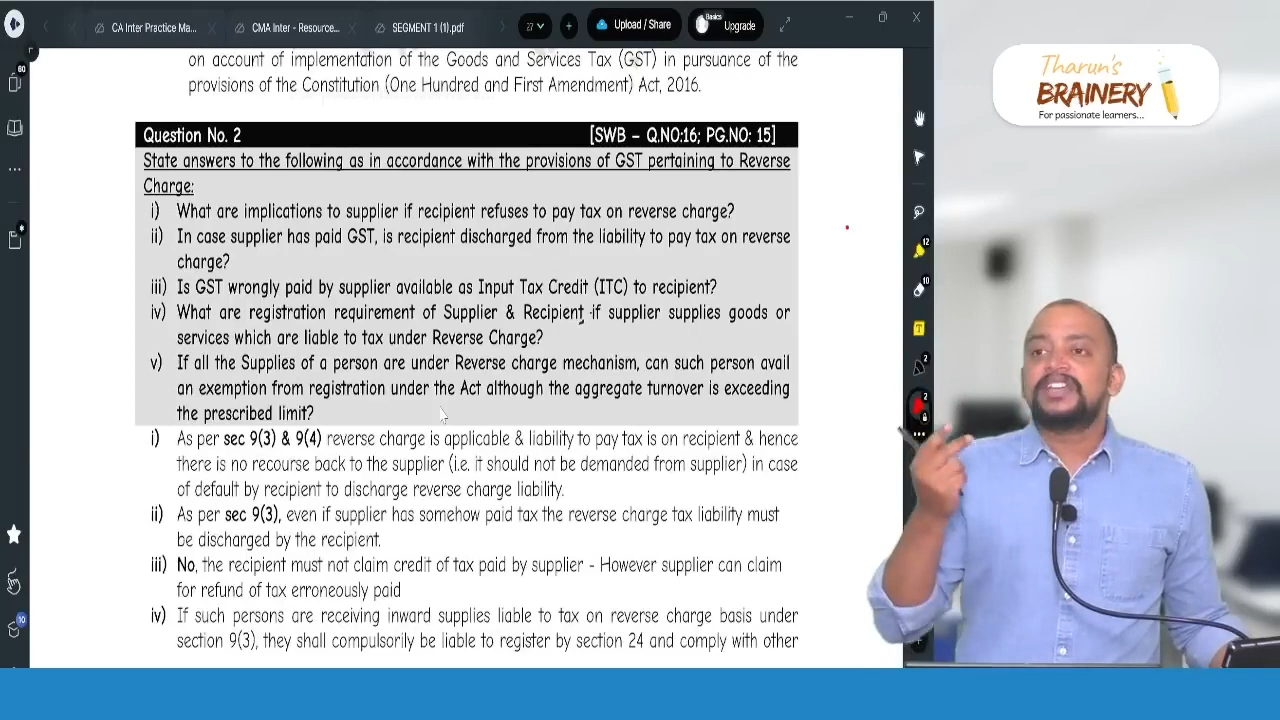 CA Inter Practice Ma...
CMA Inter - Resource...
SEGMENT 1 (1).pdf
27
Upload / Share
Basics
Upgrade
60
on account of implementation of the Goods and Services Tax (GST) in pursuance of the
provisions of the Constitution (One Hundred and First Amendment) Act, 2016.
Question No. 2 [SWB – Q.NO:16; PG.NO: 15]
State answers to the following as in accordance with the provisions of GST pertaining to Reverse
Charge:
i) What are implications to supplier if recipient refuses to pay tax on reverse charge?
ii) In case supplier has paid GST, is recipient discharged from the liability to pay tax on reverse
charge?
iii) Is GST wrongly paid by supplier available as Input Tax Credit (ITC) to recipient?
iv) What are registration requirement of Supplier & Recipient if supplier supplies goods or
services which are liable to tax under Reverse Charge?
v) If all the Supplies of a person are under Reverse charge mechanism, can such person avail
an exemption from registration under the Act although the aggregate turnover is exceeding
the prescribed limit?
i) As per sec 9(3) & 9(4) reverse charge is applicable & liability to pay tax is on recipient & hence
there is no recourse back to the supplier (i.e. it should not be demanded from supplier) in case
of default by recipient to discharge reverse charge liability.
ii) As per sec 9(3), even if supplier has somehow paid tax the reverse charge tax liability must
be discharged by the recipient.
iii) No, the recipient must not claim credit of tax paid by supplier - However supplier can claim
for refund of tax erroneously paid
iv) If such persons are receiving inward supplies liable to tax on reverse charge basis under
section 9(3), they shall compulsorily be liable to register by section 24 and comply with other
10
12
10
T
2
2
Tharun's
BRAINERY
For passionate learners...